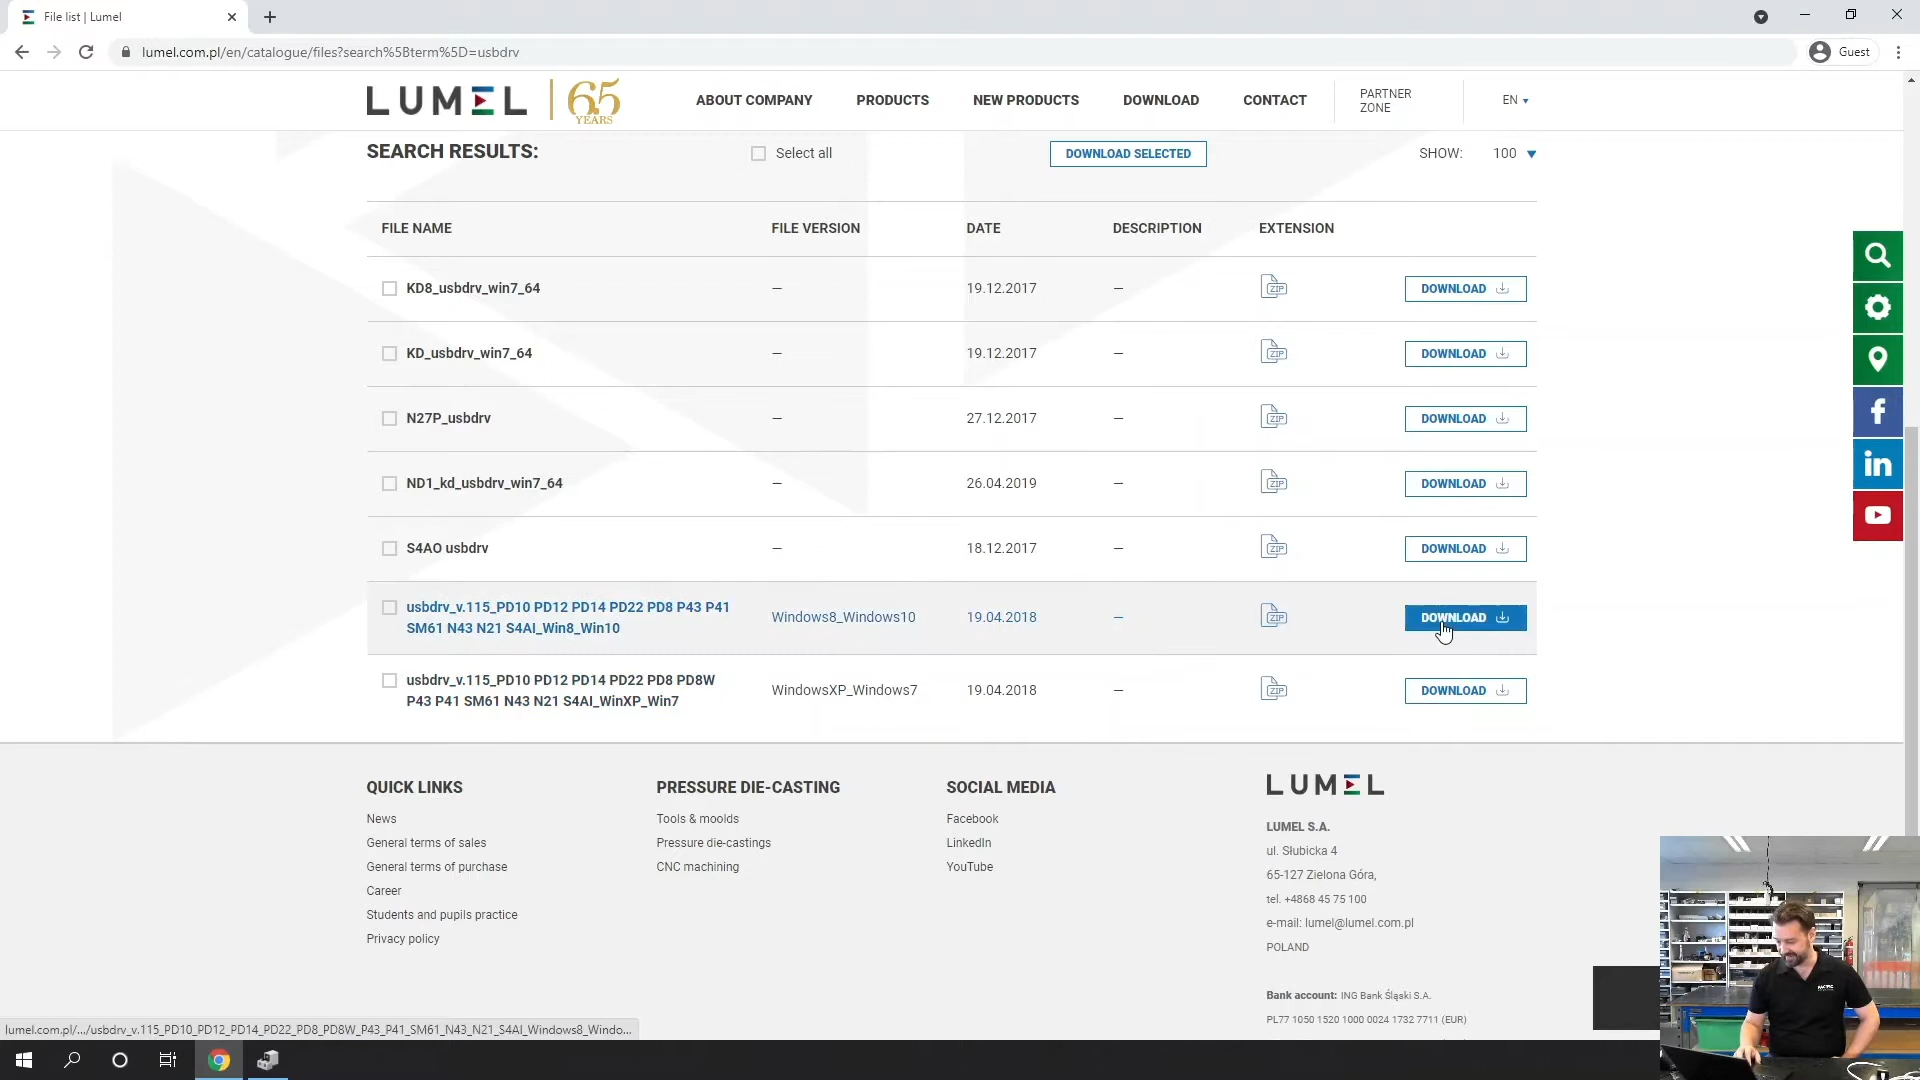 File list | Lumel
lumel.com.pl/en/catalogue/files?search%5Bterm%5D=usbdrv
Guest
LUMEL
65
YEARS
ABOUT COMPANY
PRODUCTS
NEW PRODUCTS
DOWNLOAD
CONTACT
PARTNER
ZONE
EN
SEARCH RESULTS:
Select all
DOWNLOAD SELECTED
SHOW: 100
FILE NAME FILE VERSION DATE DESCRIPTION EXTENSION
KD8_usbdrv_win7_64 – 19.12.2017 – ZIP DOWNLOAD
KD_usbdrv_win7_64 – 19.12.2017 – ZIP DOWNLOAD
N27P_usbdrv – 27.12.2017 – ZIP DOWNLOAD
ND1_kd_usbdrv_win7_64 – 26.04.2019 – ZIP DOWNLOAD
S4AO usbdrv – 18.12.2017 – ZIP DOWNLOAD
usbdrv_v.115_PD10 PD12 PD14 PD22 PD8 P43 P41
SM61 N43 N21 S4AI_Win8_Win10
Windows8_Windows10 19.04.2018 – ZIP DOWNLOAD
usbdrv_v.115_PD10 PD12 PD14 PD22 PD8 PD8W
P43 P41 SM61 N43 N21 S4AI_WinXP_Win7
WindowsXP_Windows7 19.04.2018 – ZIP DOWNLOAD
QUICK LINKS
News
General terms of sales
General terms of purchase
Career
Students and pupils practice
Privacy policy
PRESSURE DIE-CASTING
Tools & moolds
Pressure die-castings
CNC machining
SOCIAL MEDIA
Facebook
LinkedIn
YouTube
LUMEL
LUMEL S.A.
ul. Słubicka 4
65-127 Zielona Góra,
tel. +4868 45 75 100
e-mail: lumel@lumel.com.pl
POLAND
Bank account: ING Bank Śląski S.A.
PL77 1050 1520 1000 0024 1732 7711 (EUR)
lumel.com.pl/.../usbdrv_v.115_PD10_PD12_PD14_PD22_PD8_PD8W_P43_P41_SM61_N43_N21_S4AI_Windows8_Windo...